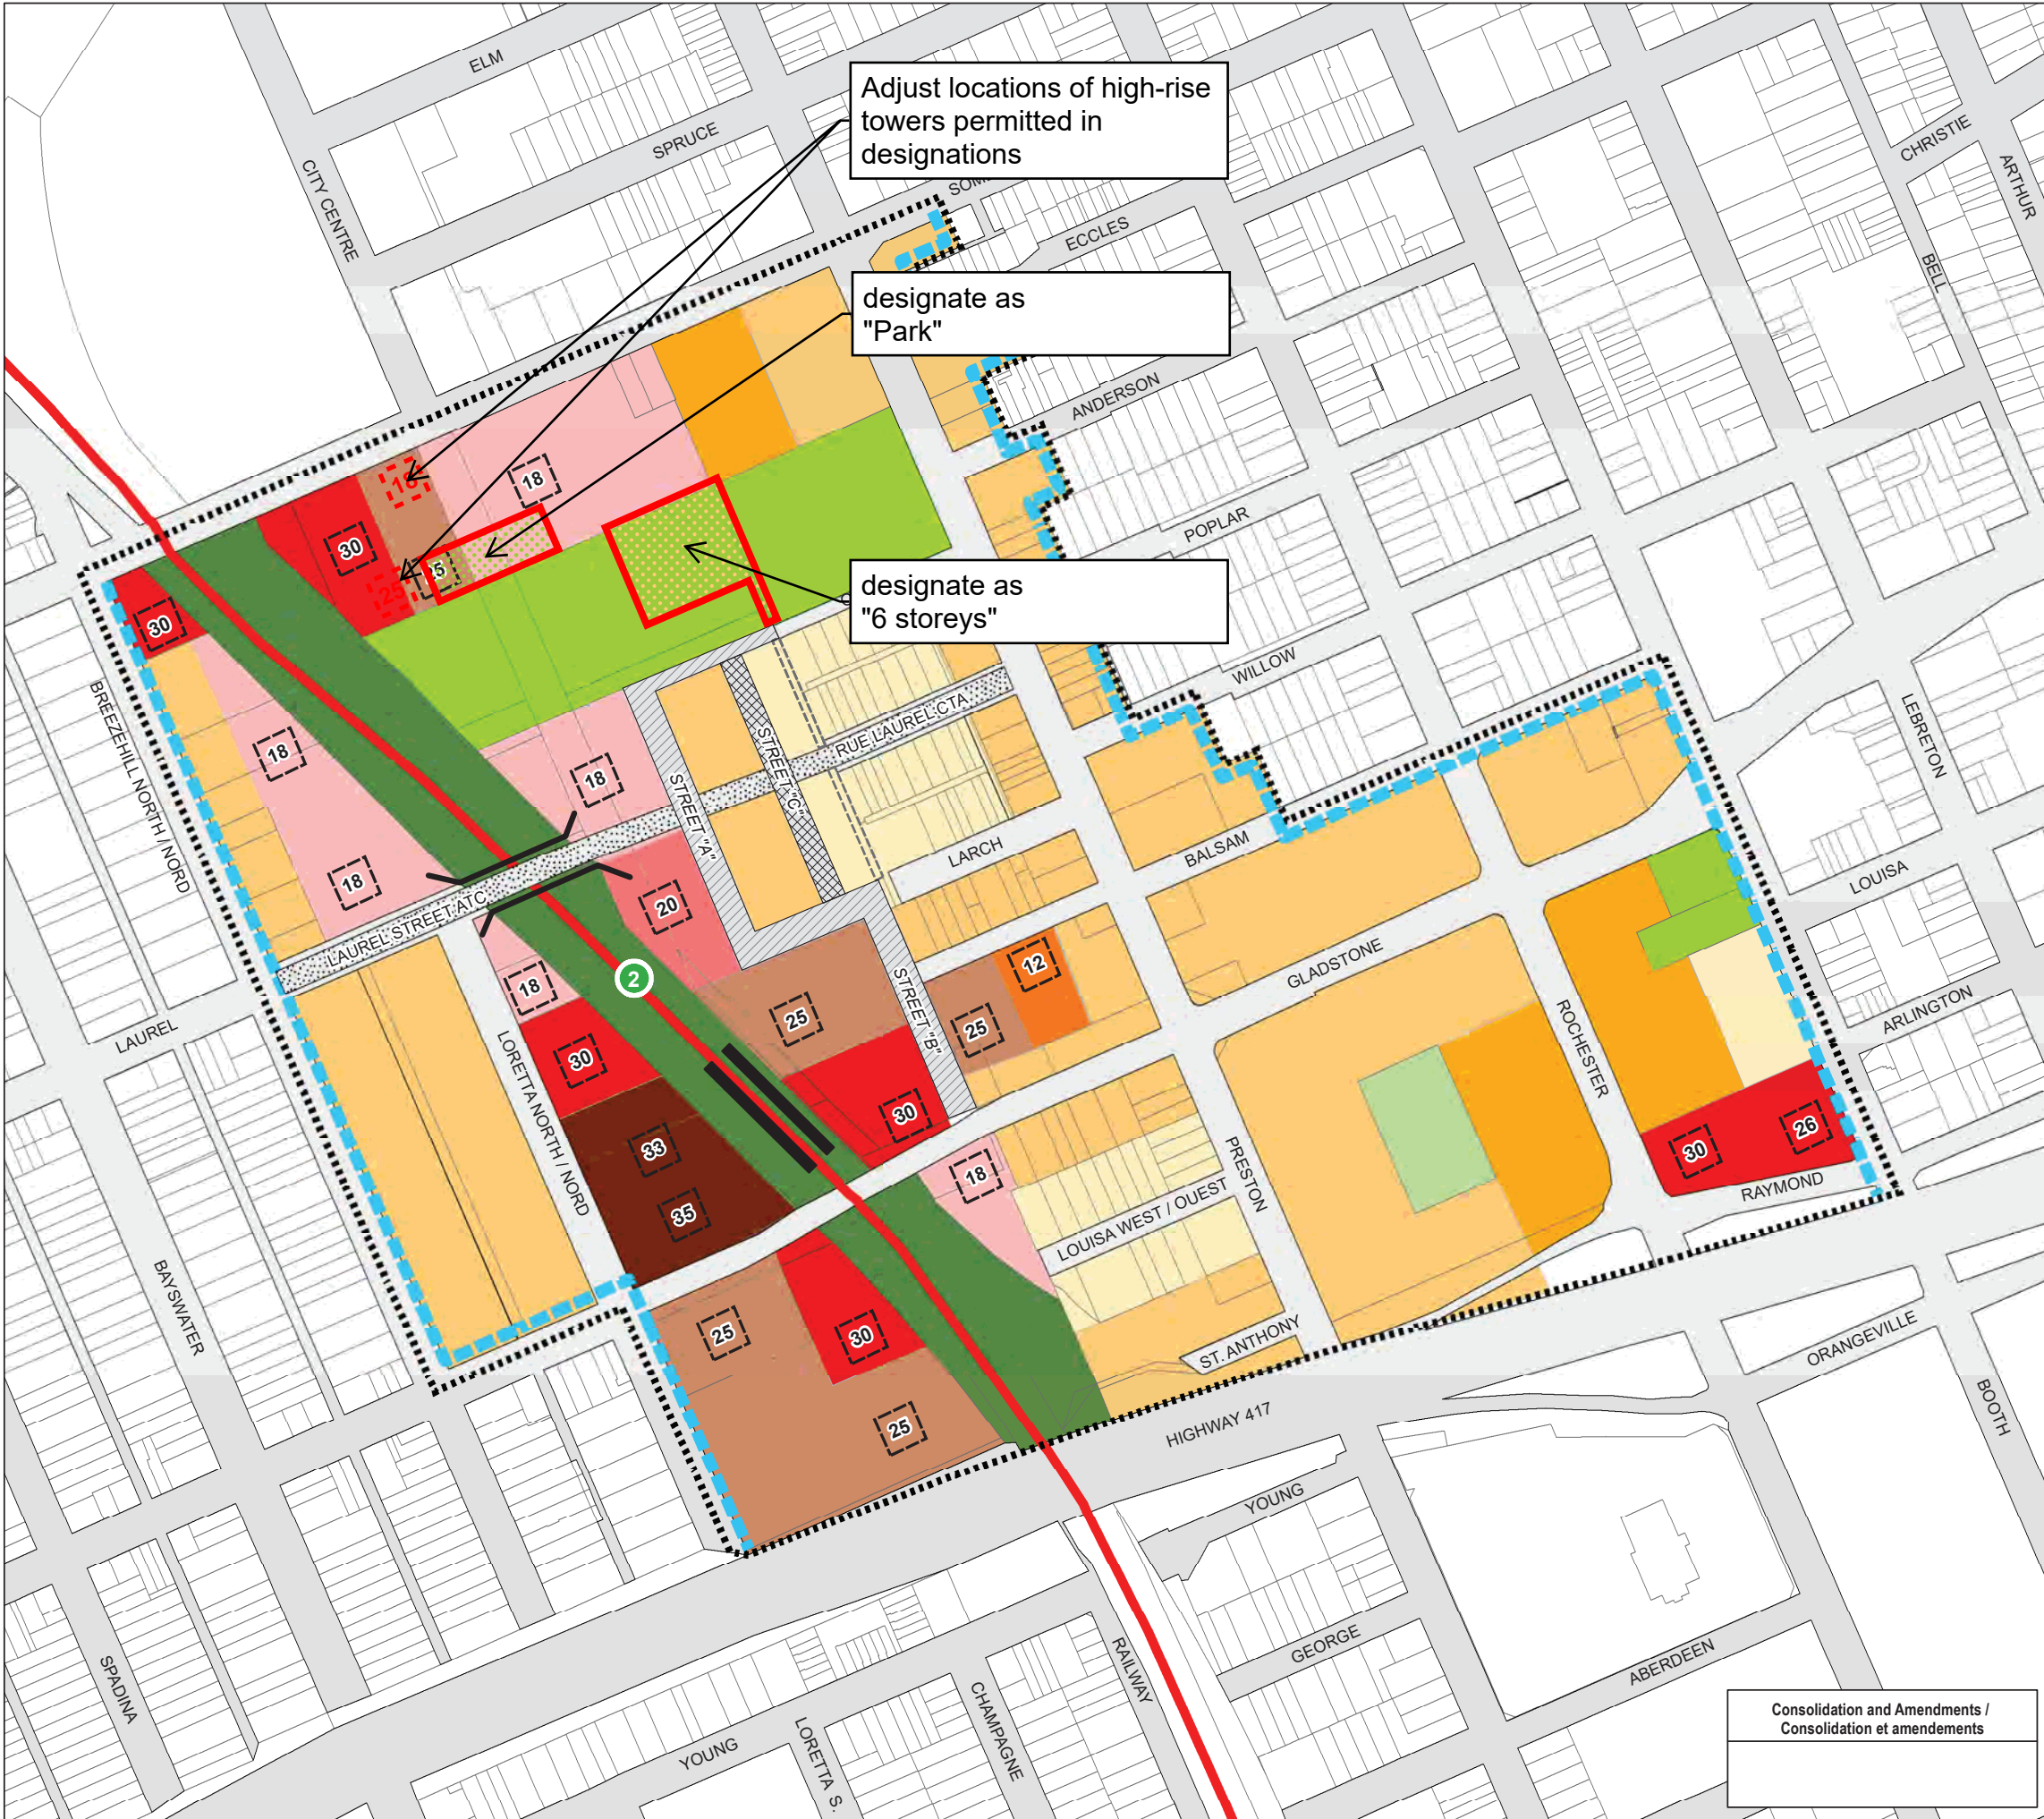 ELM
SPRUCE
CITY CENTRE
Adjust locations of high-rise
towers permitted in
designations
CHRISTIE
ARTHUR
ECCLES
BELL
designate as
"Park"
ANDERSON
18
18
30
25
25
POPLAR
designate as
"6 storeys"
30
WILLOW
BREEZEHILL NORTH / NORD
LEBRETON
RUE LAUREL CTA
18
18
STREET "A"
STREET "C"
LARCH
BALSAM
LOUISA
18
20
LAUREL STREET ATC
2
12
GLADSTONE
18
25
STREET "B"
25
ROCHESTER
ARLINGTON
LAUREL
LORETTA NORTH / NORD
30
30
33
30
26
PRESTON
18
RAYMOND
35
LOUISA WEST / OUEST
BAYSWATER
25
30
ST. ANTHONY
ORANGEVILLE
BOOTH
25
HIGHWAY 417
YOUNG
GEORGE
ABERDEEN
SPADINA
RAILWAY
CHAMPAGNE
YOUNG
LORETTA S.
Consolidation and Amendments /
Consolidation et amendements